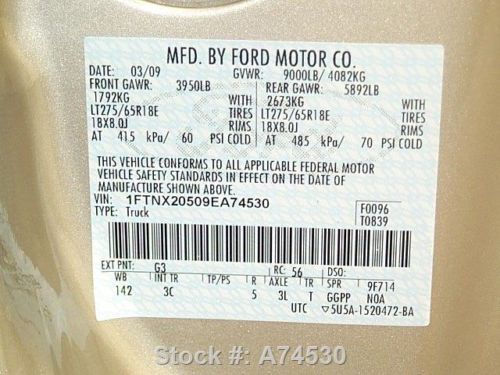 MFD. BY FORD MOTOR CO.
DATE: 03/09 GVWR: 9000LB/ 4082KG
FRONT GAWR: 3950LB REAR GAWR: 5892LB
1792KG WITH 2673KG WITH
LT275/65R18E TIRES LT275/65R18E TIRES
18X8.0J RIMS 18X8.0J RIMS
AT 415 kPa/ 60 PSI COLD AT 485 kPa/ 70 PSI COLD
THIS VEHICLE CONFORMS TO ALL APPLICABLE FEDERAL MOTOR
VEHICLE SAFETY STANDARDS IN EFFECT ON THE DATE OF
MANUFACTURE SHOWN ABOVE.
VIN: 1FTNX20509EA74530 F0096
TYPE: Truck T0839
EXT PNT: G3 RC: 56 DSO:
WB INT TR TP/PS R AXLE TR SPR 9F714
142 3C 5 3L T GGPP NOA
UTC ▽5U5A-1520472-BA
Stock #: A74530